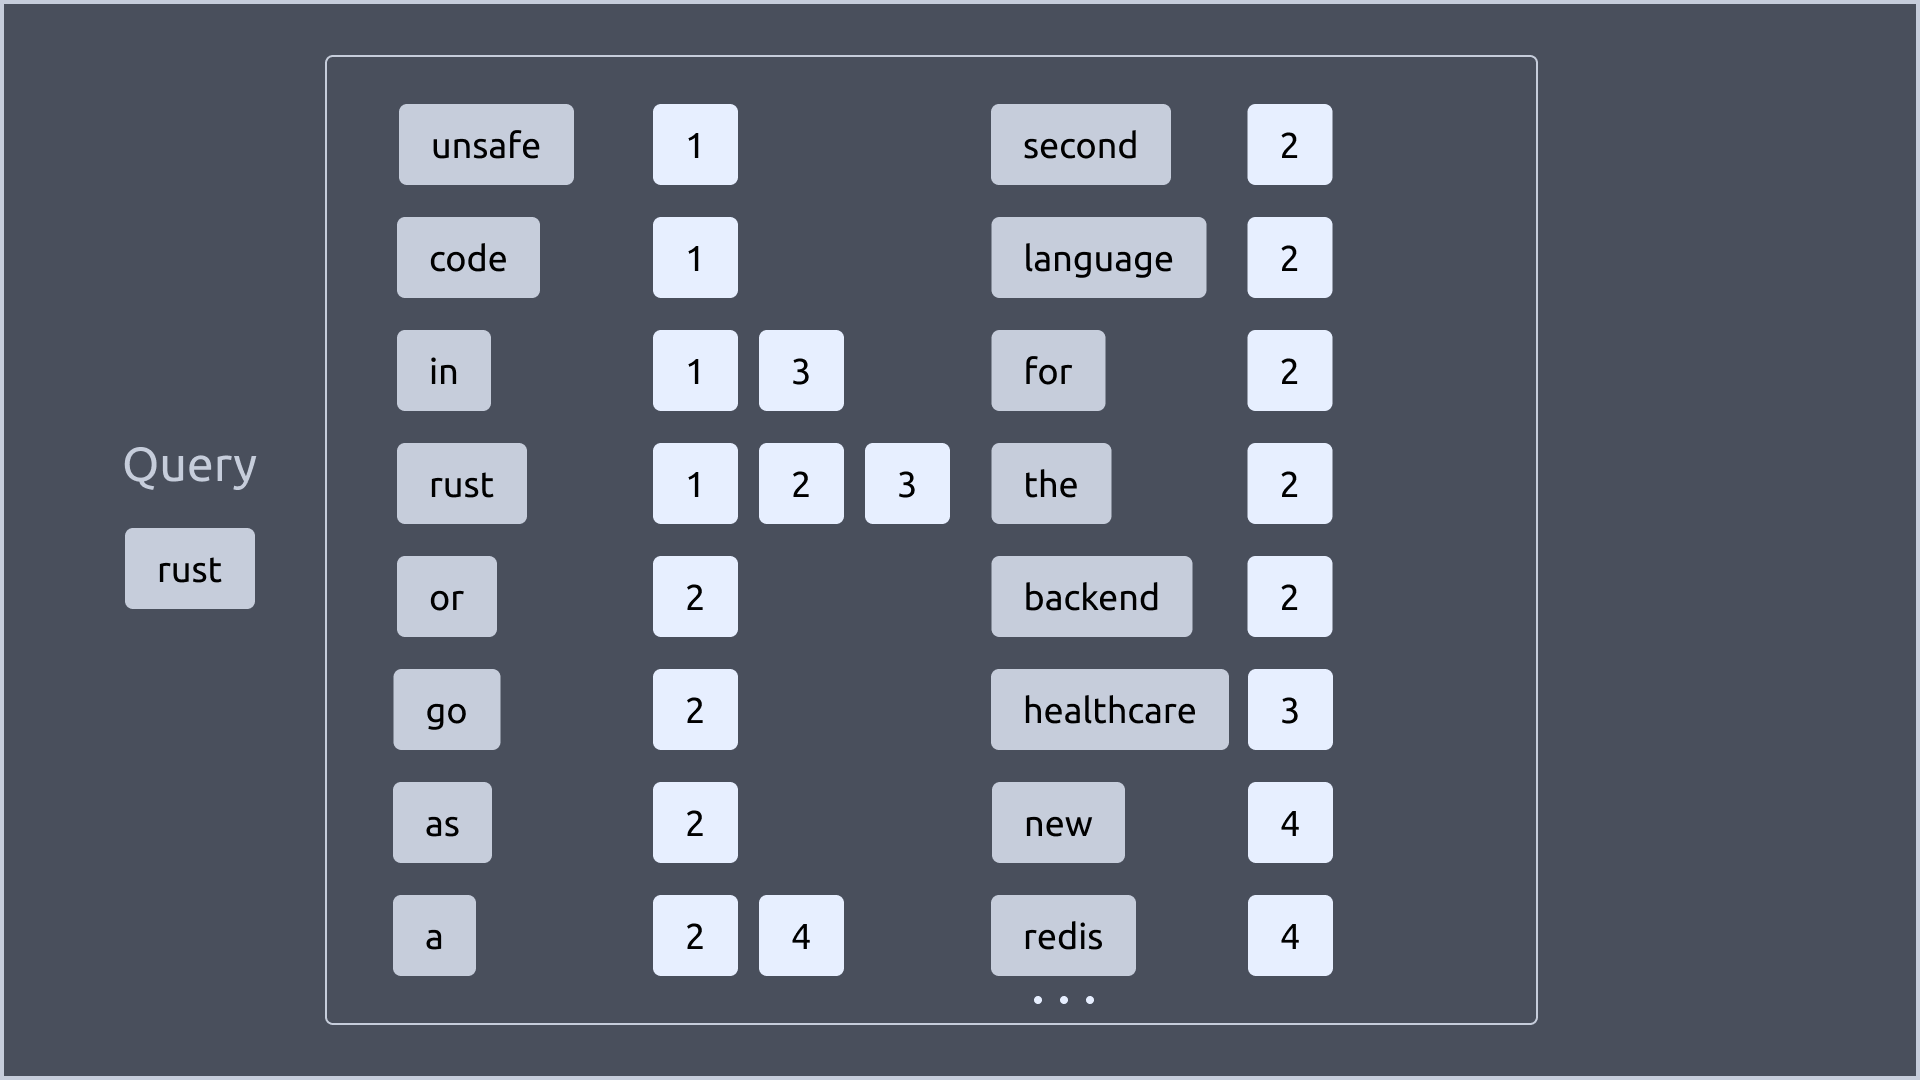 Query
rust
unsafe 1
code 1
in 1 3
rust 1 2 3
or 2
go 2
as 2
a 2 4
second 2
language 2
for 2
the 2
backend 2
healthcare 3
new 4
redis 4
...